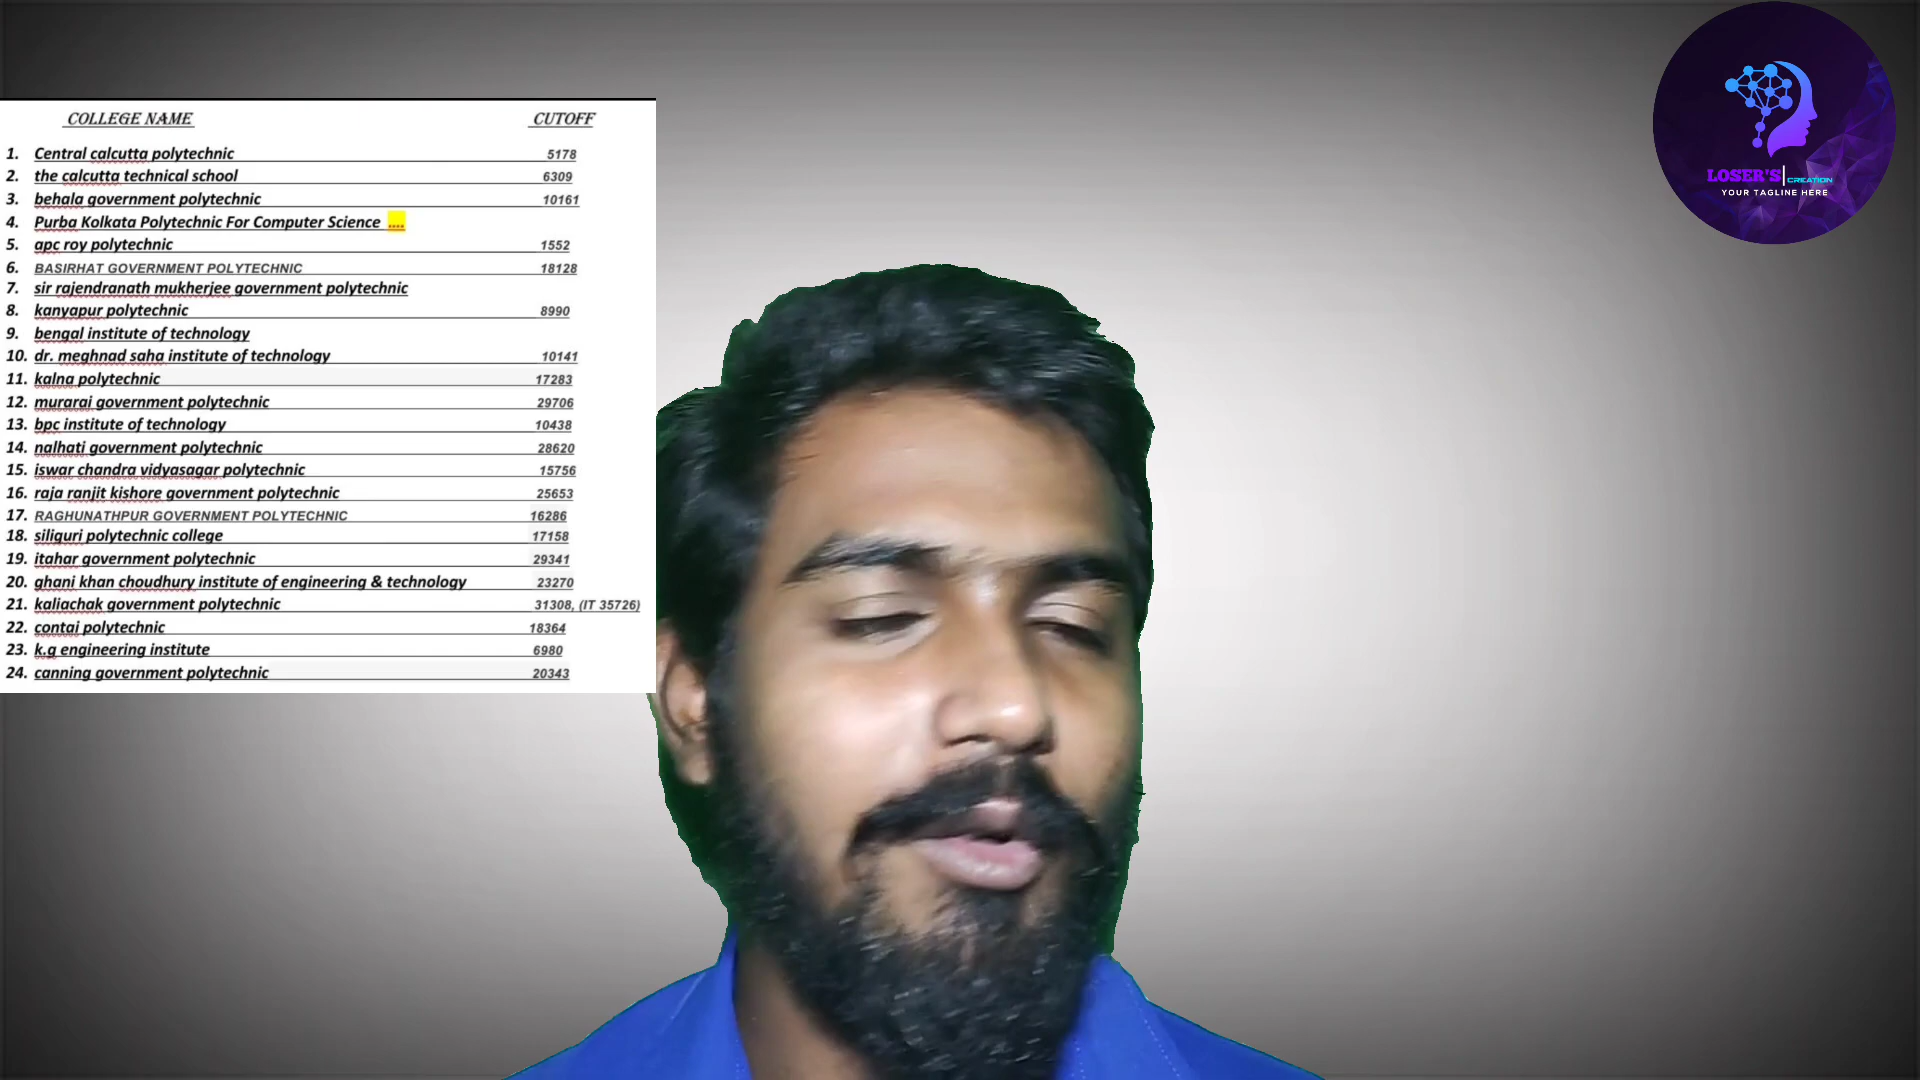 COLLEGE NAME CUTOFF
1. Central calcutta polytechnic 5178
2. the calcutta technical school 6309
3. behala government polytechnic 10161
4. Purba Kolkata Polytechnic For Computer Science ....
5. apc roy polytechnic 1552
6. BASIRHAT GOVERNMENT POLYTECHNIC 18128
7. sir rajendranath mukherjee government polytechnic
8. kanyapur polytechnic 8990
9. bengal institute of technology
10. dr. meghnad saha institute of technology 10141
11. kalna polytechnic 17283
12. murarai government polytechnic 29706
13. bpc institute of technology 10438
14. nalhati government polytechnic 28620
15. iswar chandra vidyasagar polytechnic 15756
16. raja ranjit kishore government polytechnic 25653
17. RAGHUNATHPUR GOVERNMENT POLYTECHNIC 16286
18. siliguri polytechnic college 17158
19. itahar government polytechnic 29341
20. ghani khan choudhury institute of engineering & technology 23270
21. kaliachak government polytechnic 31308, (IT 35726)
22. contai polytechnic 18364
23. k.g engineering institute 6980
24. canning government polytechnic 20343
LOSER'S CREATION
YOUR TAGLINE HERE